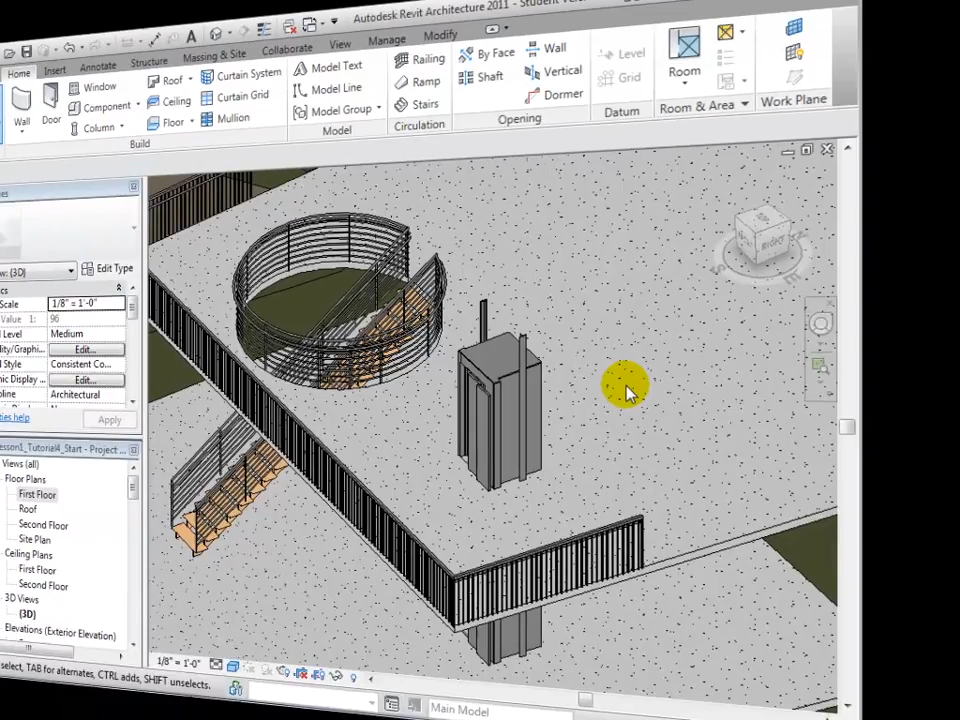 Autodesk Revit Architecture 2011 - Student
Home Insert Annotate Structure Massing & Site Collaborate View Manage Modify
Wall
Door
Window
Component
Column
Roof
Ceiling
Floor
Curtain System
Curtain Grid
Mullion
Build
Model Text
Model Line
Model Group
Model
Railing
Ramp
Stairs
Circulation
By Face
Shaft
Wall
Vertical
Dormer
Opening
Level
Grid
Datum
Room
Room & Area
Work Plane
(3D)
Edit Type
Scale 1/8" = 1'-0"
Value 1: 96
Level Medium
Edit...
Style Consistent Co...
Display ... Edit...
Architectural
help
Apply
Lesson1_Tutorial4_Start - Project ...
Views (all)
Floor Plans
First Floor
Roof
Second Floor
Site Plan
Ceiling Plans
First Floor
Second Floor
3D Views
(3D)
Elevations (Exterior Elevation)
RIGHT
S
E
1/8" = 1'-0"
select, TAB for alternates, CTRL adds, SHIFT unselects.
Main Model